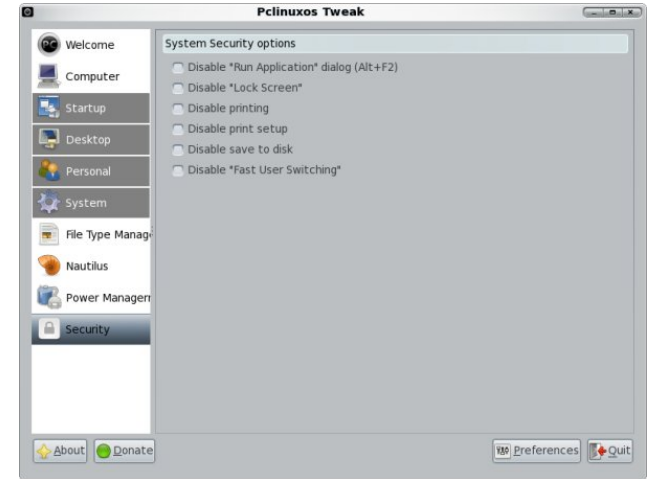 Pclinuxos Tweak
Welcome
Computer
Startup
Desktop
Personal
System
File Type Manag
Nautilus
Power Managem
Security
System Security options
Disable "Run Application" dialog (Alt+F2)
Disable "Lock Screen"
Disable printing
Disable print setup
Disable save to disk
Disable "Fast User Switching"
About
Donate
Preferences
Quit